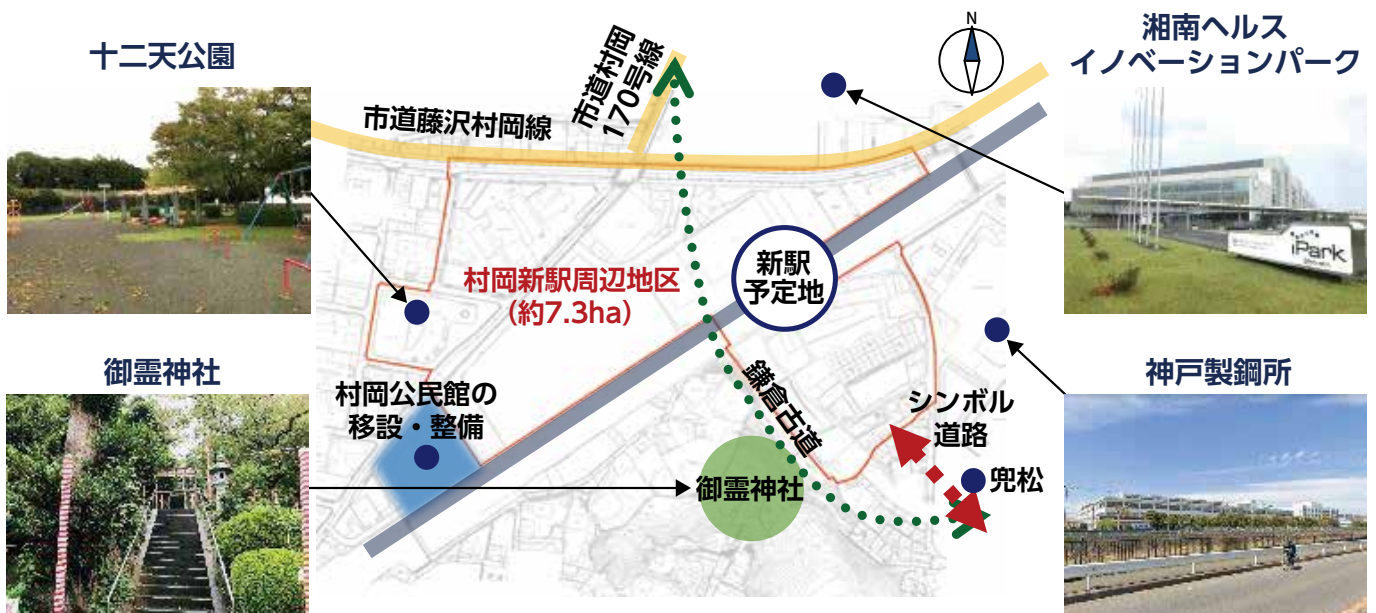 十二天公園
市道藤沢村岡線
市道村岡
170号線
N
湘南ヘルス
イノベーションパーク
iPark
村岡新駅周辺地区
(約7.3ha)
新駅
予定地
御霊神社
村岡公民館の
移設・整備
鎌倉古道
シンボル
道路
神戸製鋼所
御霊神社
兜松